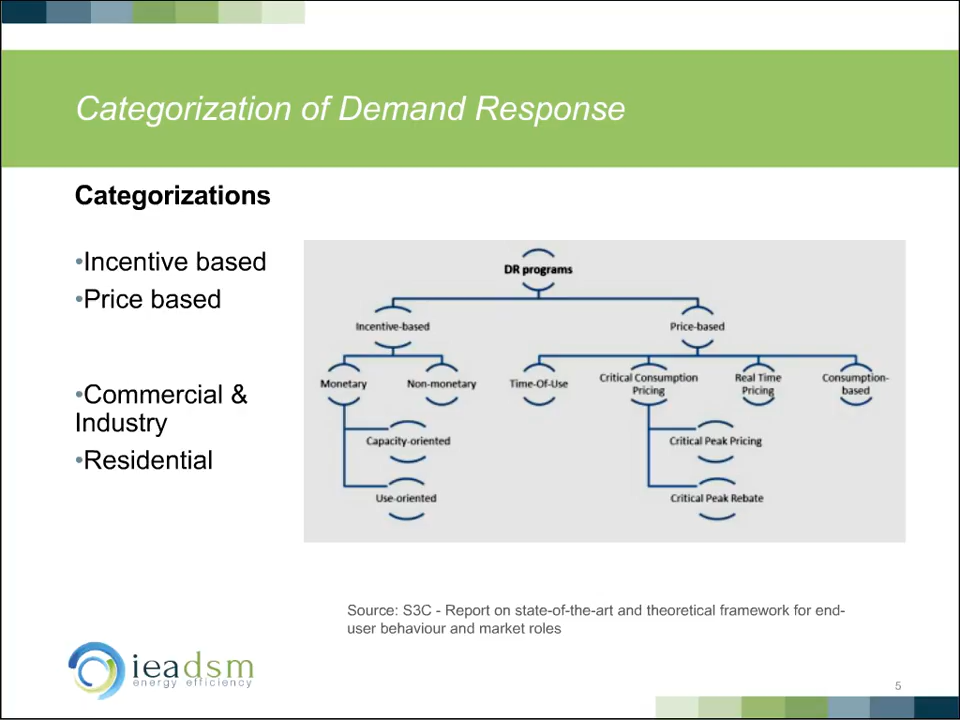 Categorization of Demand Response
Categorizations
•Incentive based
•Price based
•Commercial &
Industry
•Residential
DR programs
Incentive-based
Price-based
Monetary
Non-monetary
Time-Of-Use
Critical Consumption
Pricing
Real Time
Pricing
Consumption-
based
Capacity-oriented
Use-oriented
Critical Peak Pricing
Critical Peak Rebate
Source: S3C - Report on state-of-the-art and theoretical framework for end-
user behaviour and market roles
ieadsm
energy efficiency
5